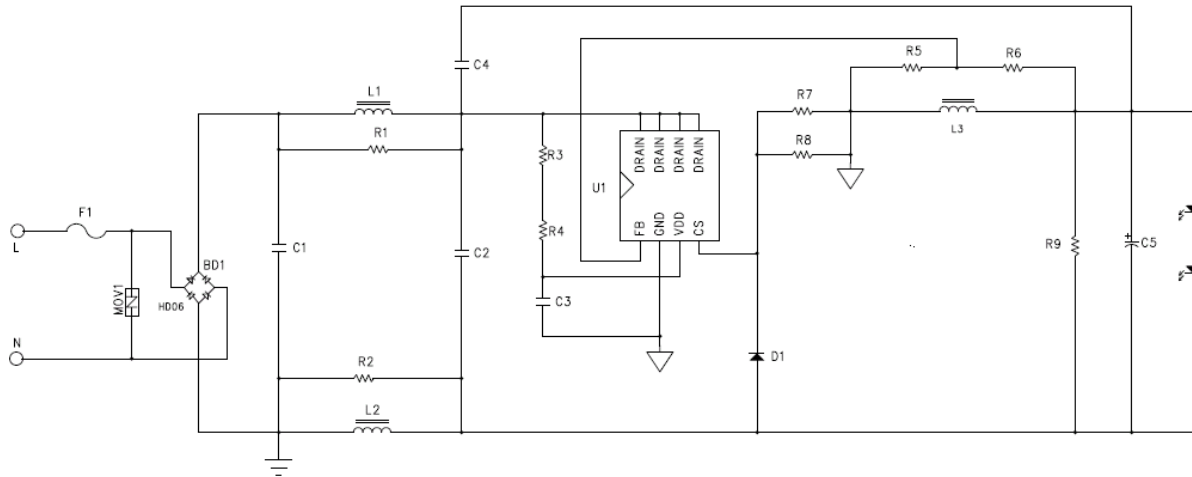 C4
R5
R6
L1
R7
L3
R1
R8
R3
DRAIN
DRAIN
DRAIN
DRAIN
U1
F1
L
R4
FB
GND
VDD
CS
C1
C2
R9
C5
BD1
MOV1
HD06
C3
N
R2
D1
L2